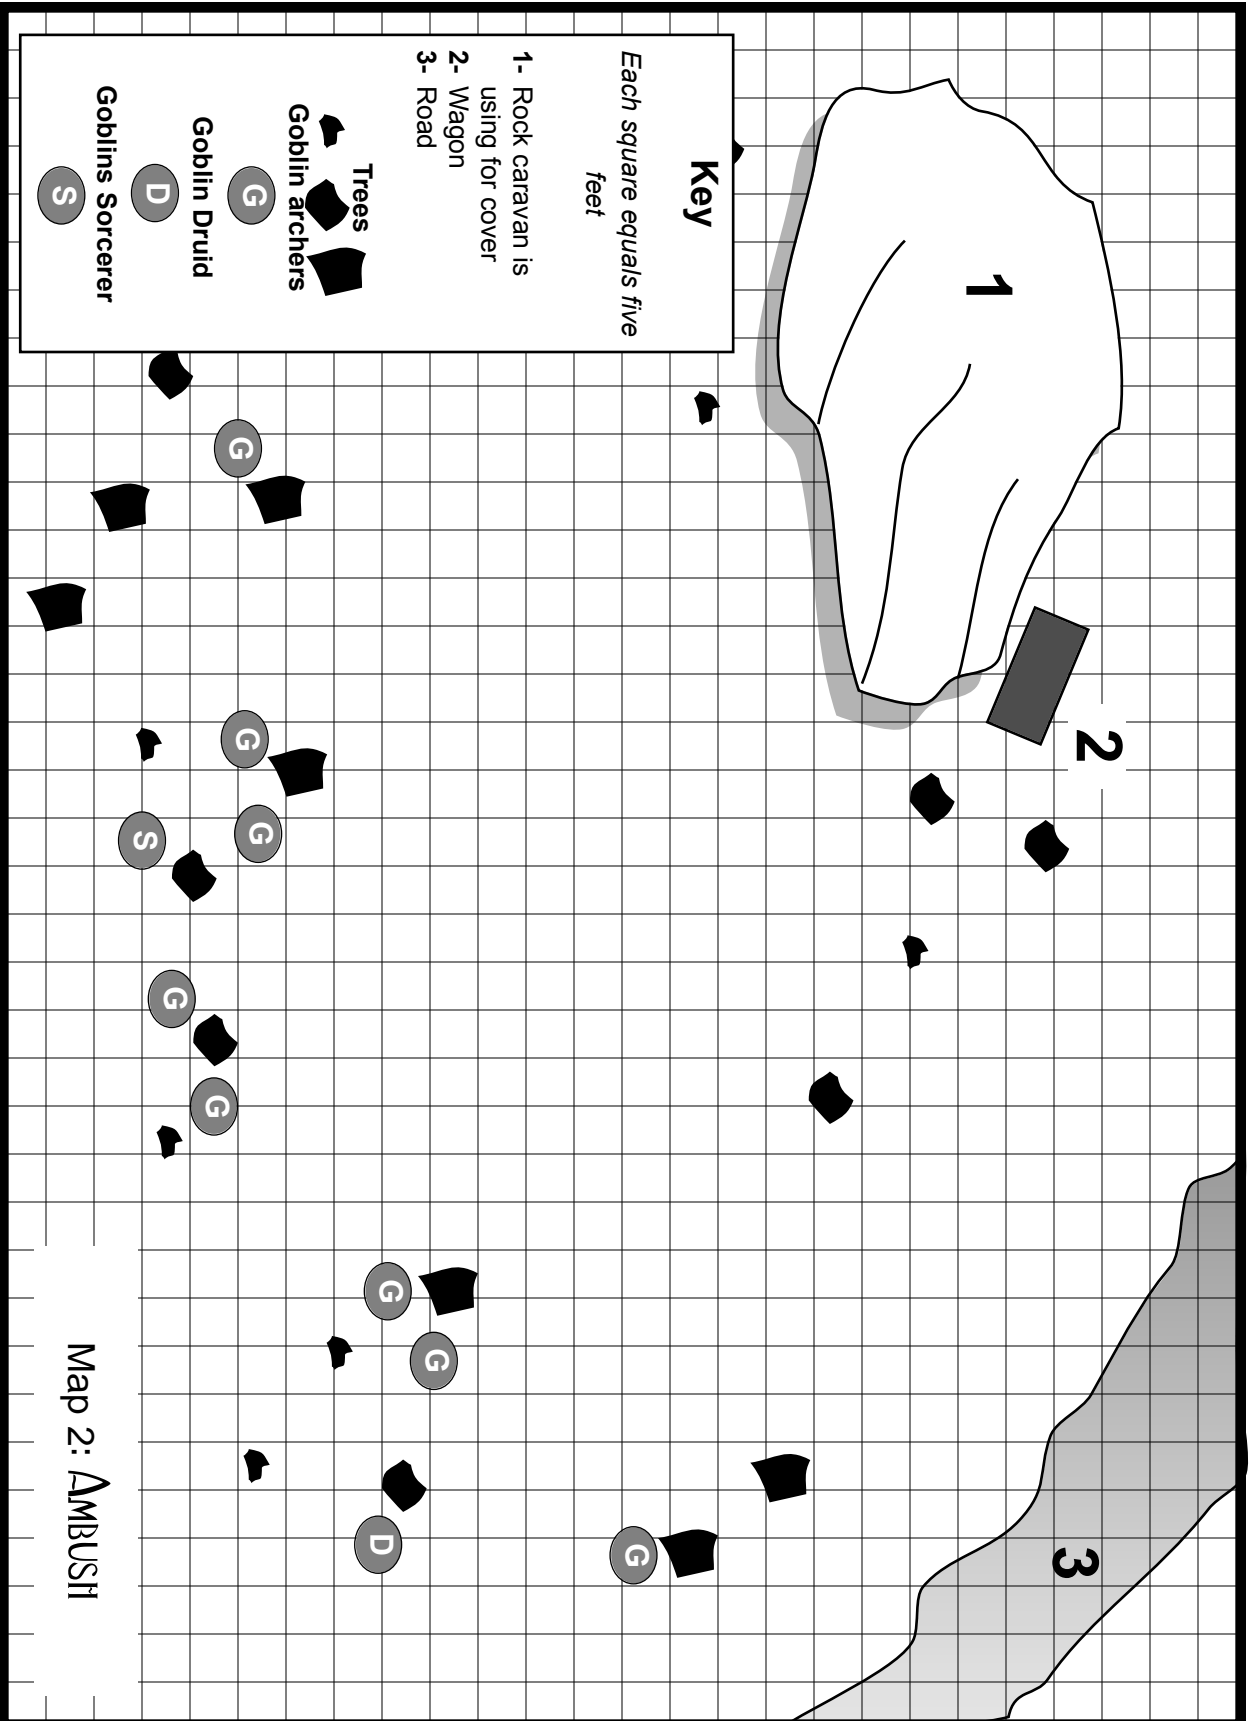 Key
Each square equals five
feet
1- Rock caravan is
using for cover
2- Wagon
3- Road
Trees
Goblin archers
G
Goblin Druid
D
Goblins Sorcerer
S
1
2
3
G
G
G
S
G
G
G
G
D
G
Map 2: AMBUSH